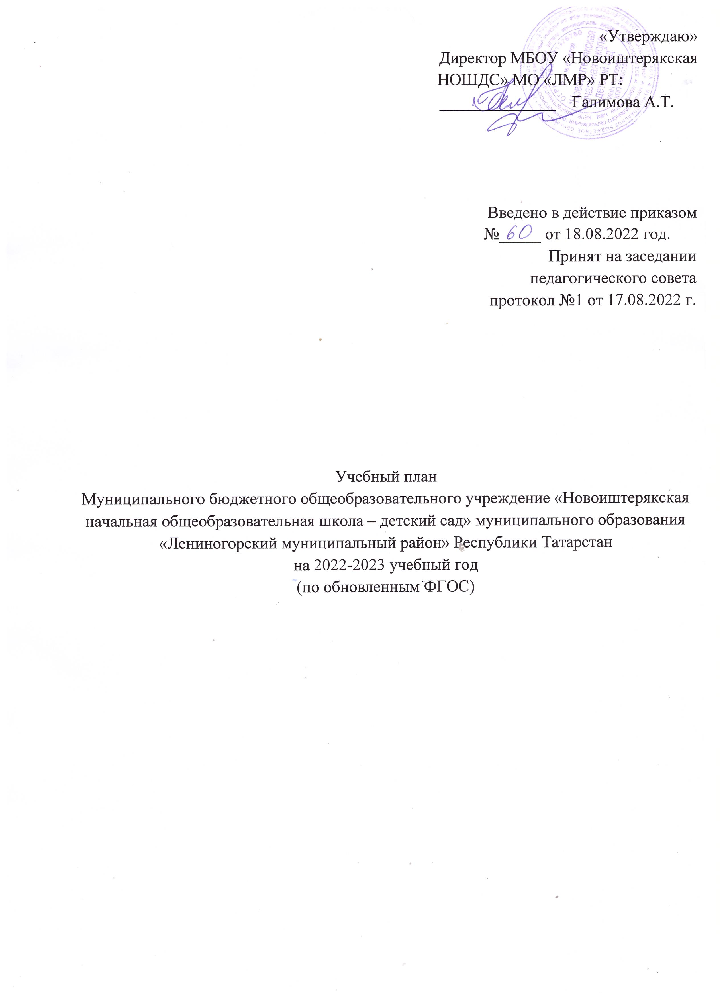 «Утверждаю»
Директор МБОУ «Новоиштерякская
НОШДС» МО «ЛМР» РТ:
Галимова А.Т.
Введено в действие приказом
№ 60 от 18.08.2022 год.
Принят на заседании
педагогического совета
протокол №1 от 17.08.2022 г.
Учебный план
Муниципального бюджетного общеобразовательного учреждение «Новоиштерякская
начальная общеобразовательная школа – детский сад» муниципального образования
«Лениногорский муниципальный район» Республики Татарстан
на 2022-2023 учебный год
(по обновленным ФГОС)